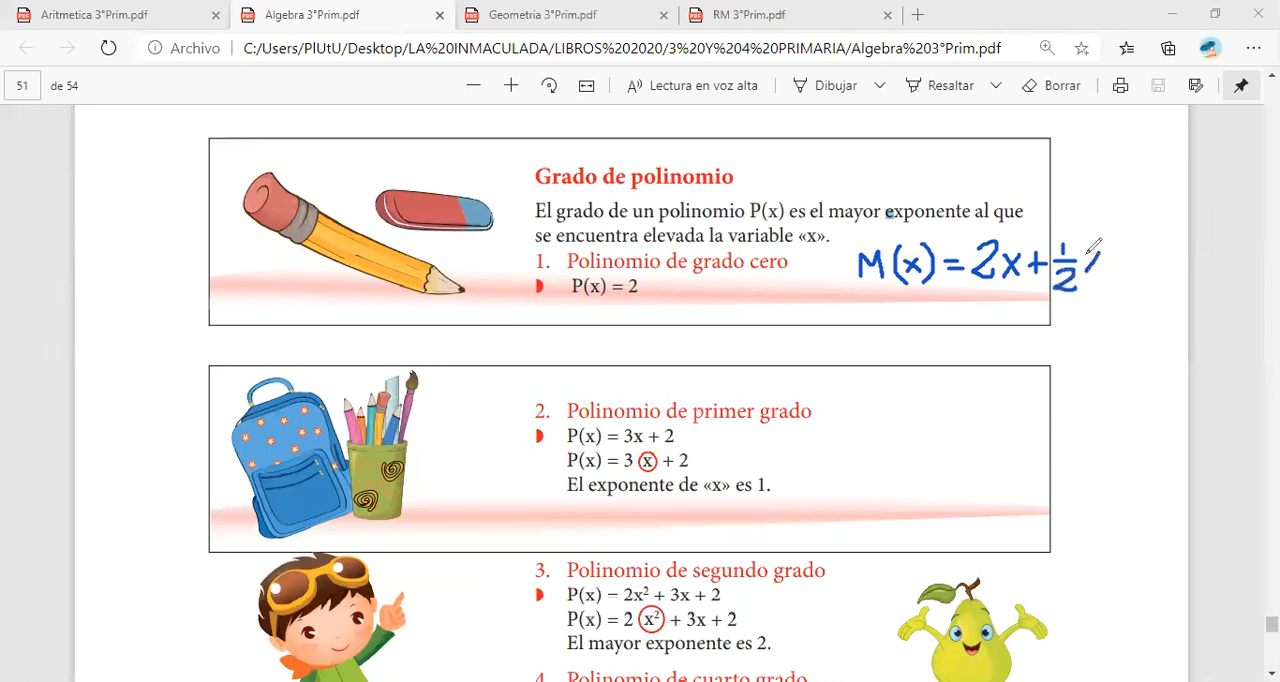 Aritmetica 3°Prim.pdf
Algebra 3°Prim.pdf
Geometria 3°Prim.pdf
RM 3°Prim.pdf
Archivo
C:/Users/PlUtU/Desktop/LA%20INMACULADA/LIBROS%202020/3%20Y%204%20PRIMARIA/Algebra%203°Prim.pdf
51 de 54
Lectura en voz alta
Dibujar
Resaltar
Borrar
Grado de polinomio
El grado de un polinomio P(x) es el mayor exponente al que
se encuentra elevada la variable «x».
1. Polinomio de grado cero
P(x) = 2
M(x) = 2x + 1/2
2. Polinomio de primer grado
P(x) = 3x + 2
P(x) = 3 x + 2
El exponente de «x» es 1.
3. Polinomio de segundo grado
P(x) = 2x² + 3x + 2
P(x) = 2 x² + 3x + 2
El mayor exponente es 2.
4. Polinomio de cuarto grado